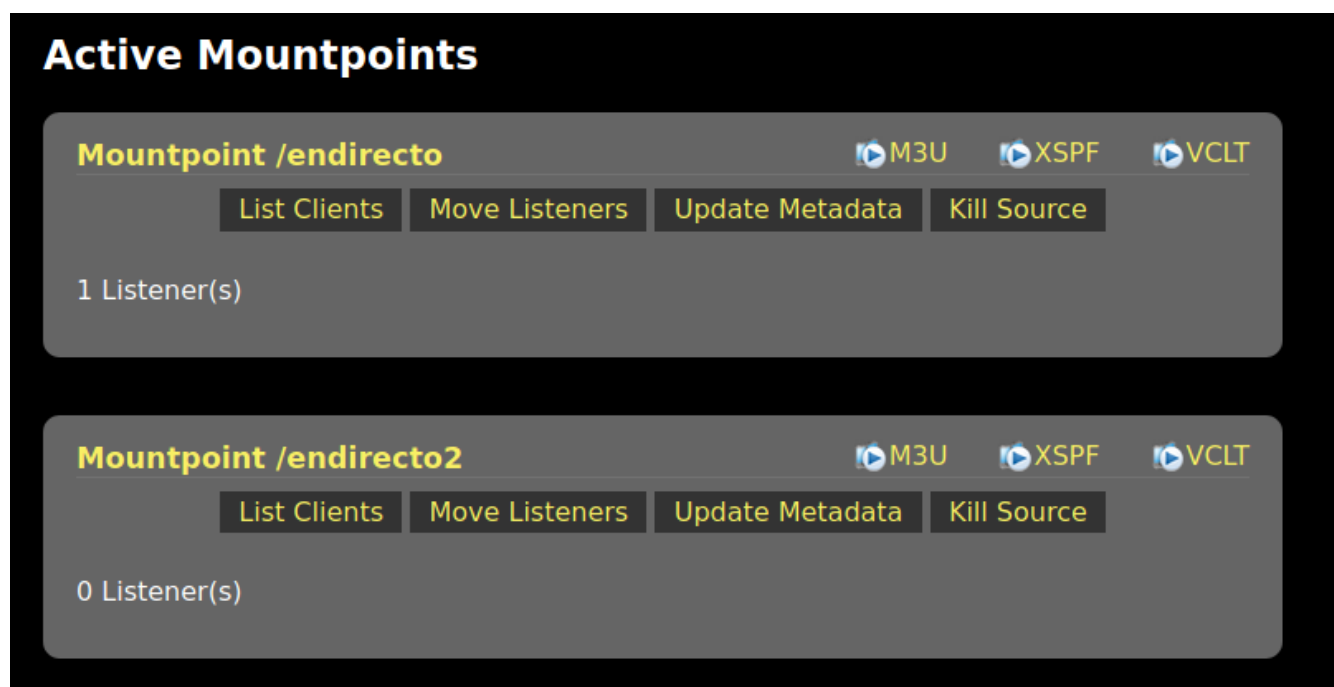 Active Mountpoints
Mountpoint /endirecto M3U XSPF VCLT
List Clients Move Listeners Update Metadata Kill Source
1 Listener(s)
Mountpoint /endirecto2 M3U XSPF VCLT
List Clients Move Listeners Update Metadata Kill Source
0 Listener(s)